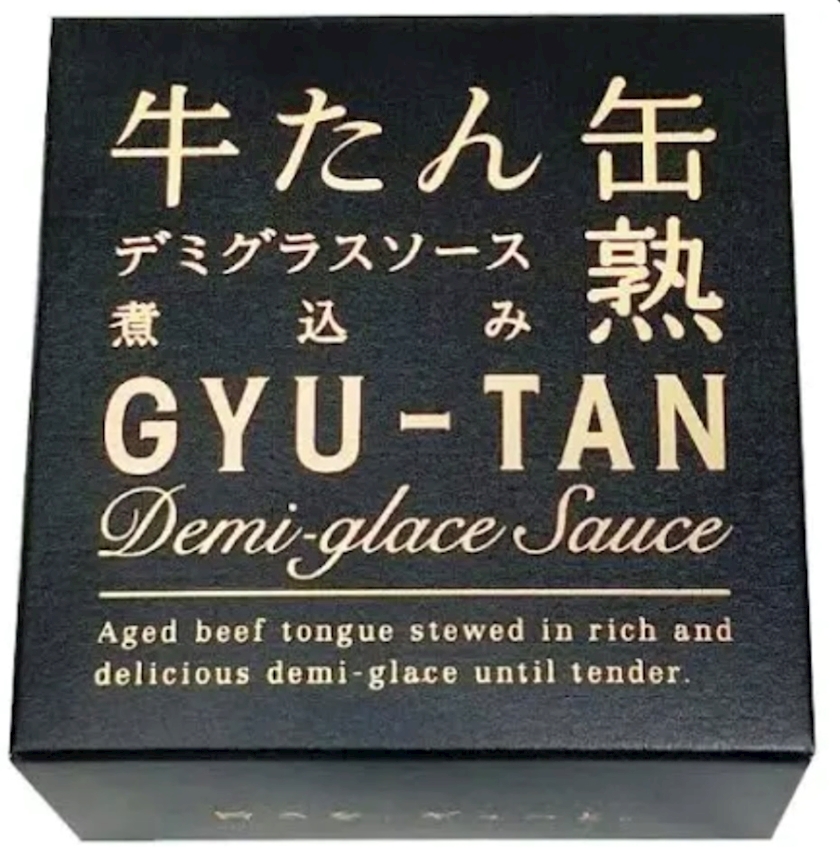 牛たん 缶熟
デミグラスソース
煮込み
GYU-TAN
Demi-glace Sauce
Aged beef tongue stewed in rich and
delicious demi-glace until tender.